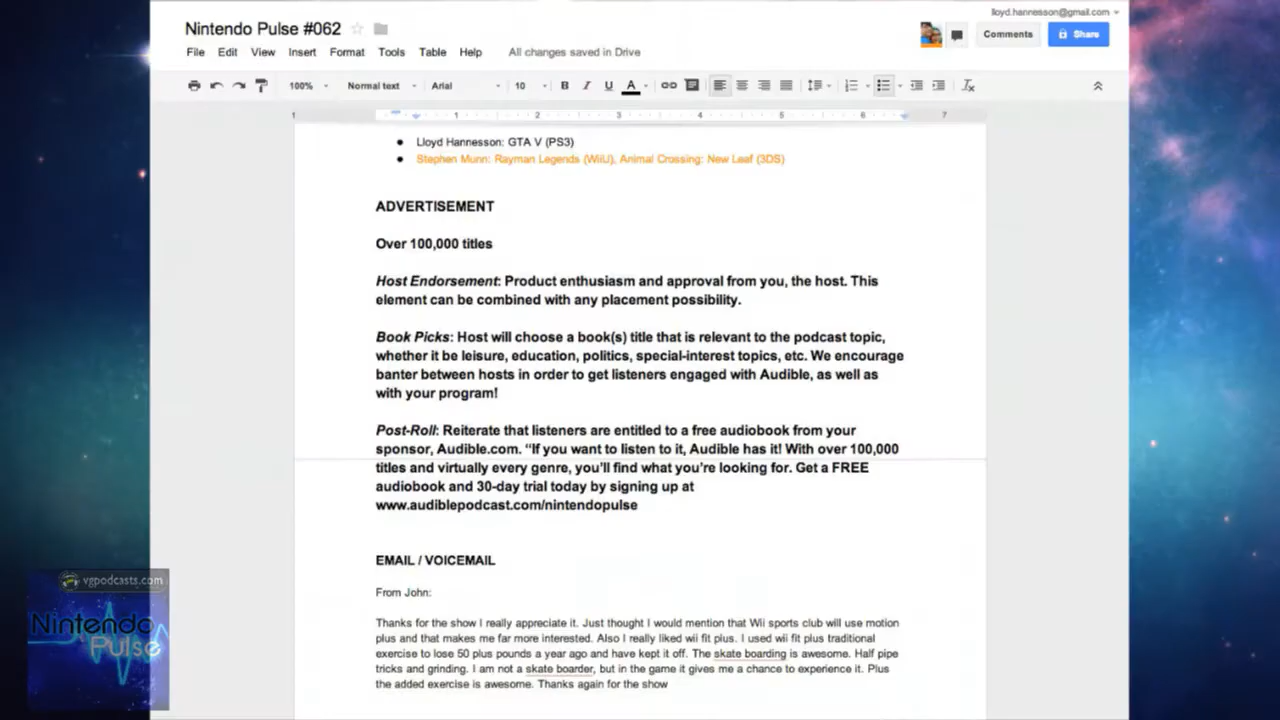 lloyd.hannesson@gmail.com
Nintendo Pulse #062
Comments
Share
File Edit View Insert Format Tools Table Help All changes saved in Drive
100% Normal text Arial 10 B I U A
1 1 2 3 4 5 6 7
● Lloyd Hannesson: GTA V (PS3)
● Stephen Munn: Rayman Legends (WiiU), Animal Crossing: New Leaf (3DS)
ADVERTISEMENT
Over 100,000 titles
Host Endorsement: Product enthusiasm and approval from you, the host. This
element can be combined with any placement possibility.
Book Picks: Host will choose a book(s) title that is relevant to the podcast topic,
whether it be leisure, education, politics, special-interest topics, etc. We encourage
banter between hosts in order to get listeners engaged with Audible, as well as
with your program!
Post-Roll: Reiterate that listeners are entitled to a free audiobook from your
sponsor, Audible.com. “If you want to listen to it, Audible has it! With over 100,000
titles and virtually every genre, you’ll find what you’re looking for. Get a FREE
audiobook and 30-day trial today by signing up at
www.audiblepodcast.com/nintendopulse
EMAIL / VOICEMAIL
From John:
Thanks for the show I really appreciate it. Just thought I would mention that Wii sports club will use motion
plus and that makes me far more interested. Also I really liked wii fit plus. I used wii fit plus traditional
exercise to lose 50 plus pounds a year ago and have kept it off. The skate boarding is awesome. Half pipe
tricks and grinding. I am not a skate boarder, but in the game it gives me a chance to experience it. Plus
the added exercise is awesome. Thanks again for the show
vgpodcasts.com
Nintendo
Pulse